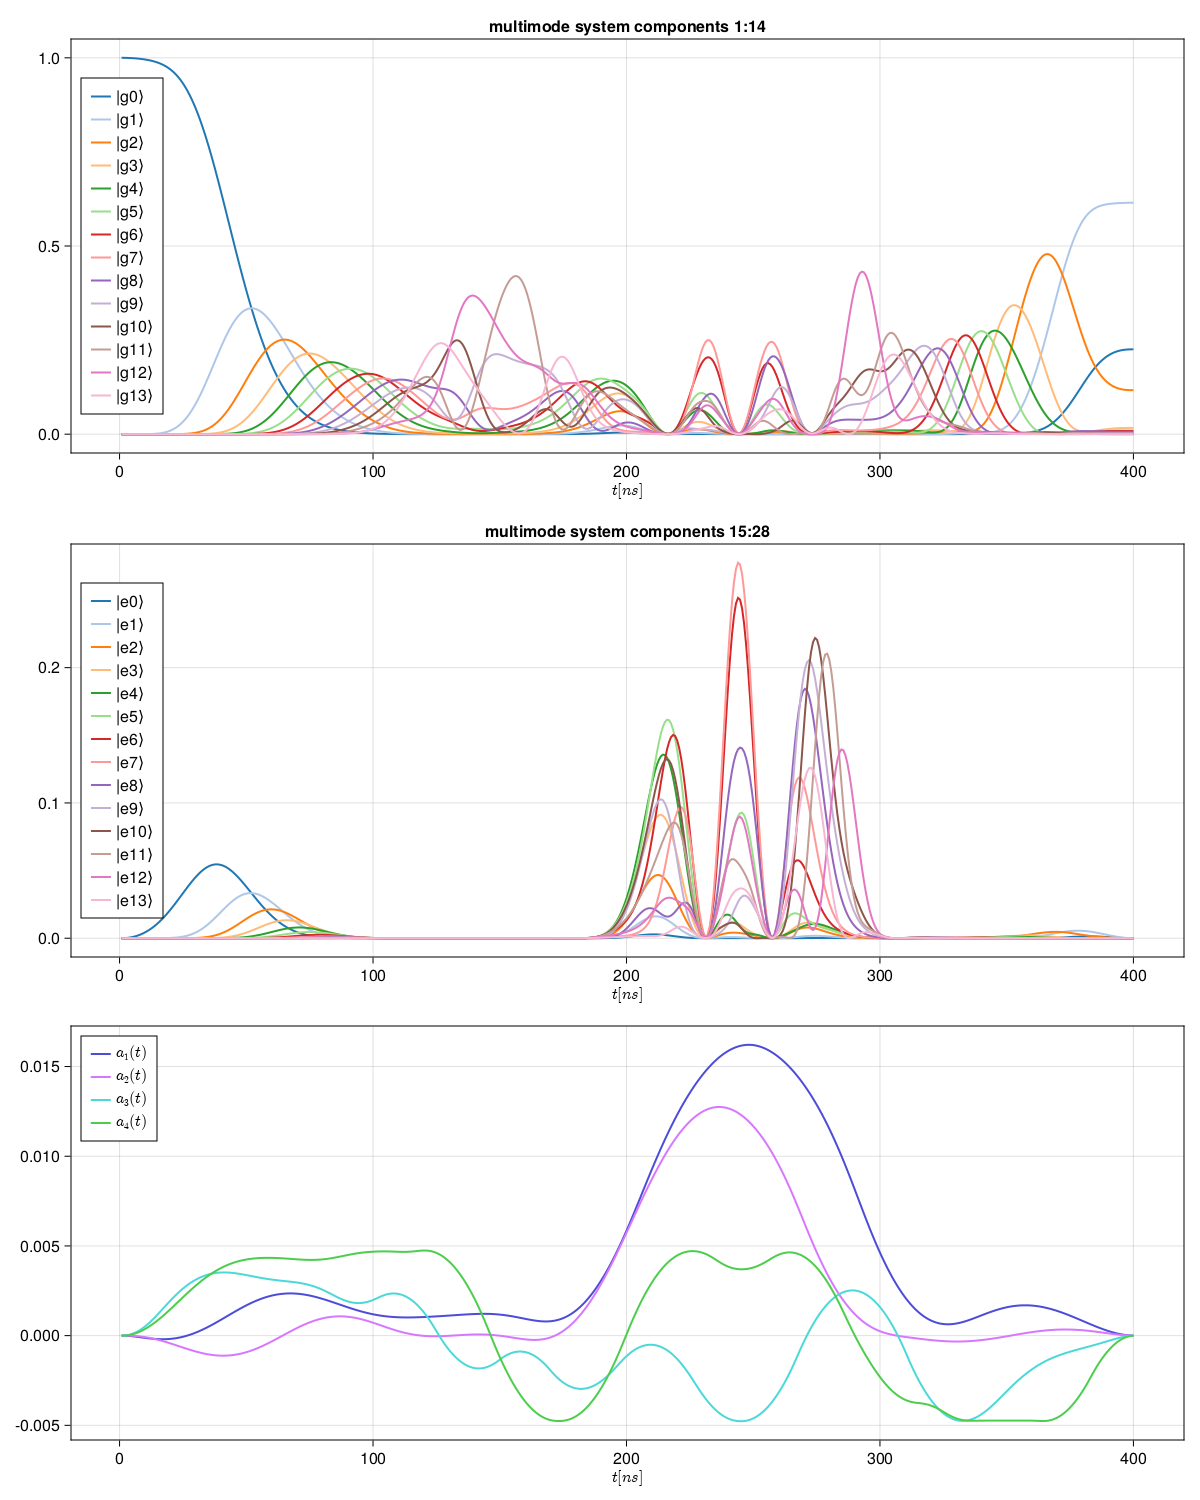 multimode system components 1:14
1.0
0.5
0.0
|g0⟩
|g1⟩
|g2⟩
|g3⟩
|g4⟩
|g5⟩
|g6⟩
|g7⟩
|g8⟩
|g9⟩
|g10⟩
|g11⟩
|g12⟩
|g13⟩
0 100 200 300 400
t[ns]
multimode system components 15:28
0.2
0.1
0.0
|e0⟩
|e1⟩
|e2⟩
|e3⟩
|e4⟩
|e5⟩
|e6⟩
|e7⟩
|e8⟩
|e9⟩
|e10⟩
|e11⟩
|e12⟩
|e13⟩
0 100 200 300 400
t[ns]
0.015
0.010
0.005
0.000
-0.005
a₁(t)
a₂(t)
a₃(t)
a₄(t)
0 100 200 300 400
t[ns]